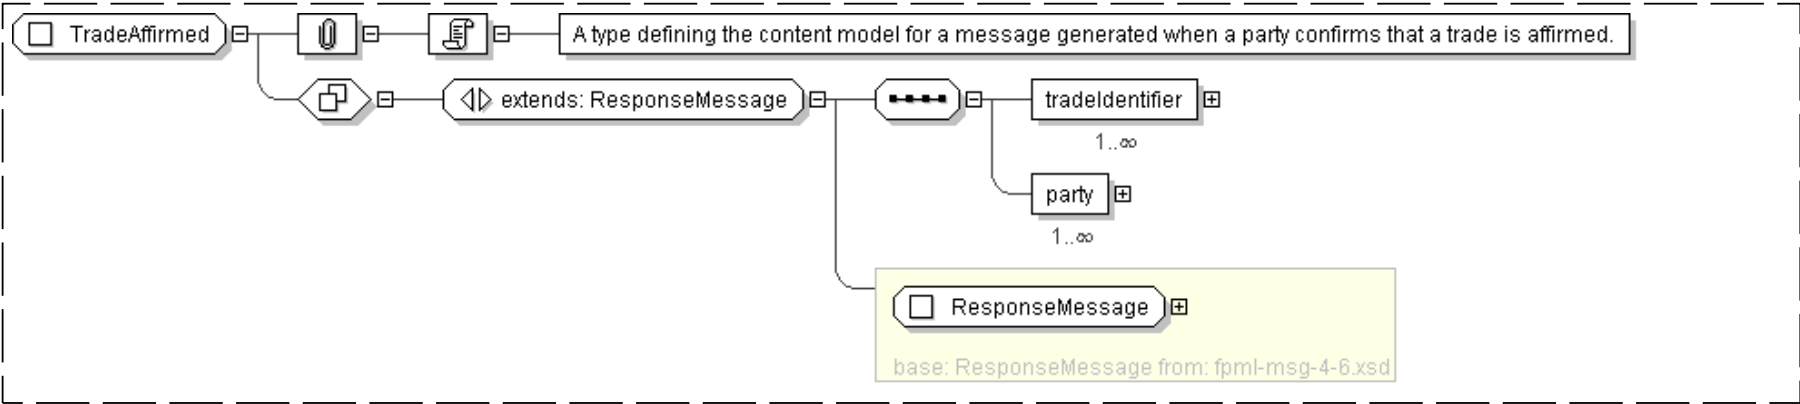 TradeAffirmed
A type defining the content model for a message generated when a party confirms that a trade is affirmed.
extends: ResponseMessage
tradeIdentifier
1..∞
party
1..∞
ResponseMessage
base: ResponseMessage from: fpml-msg-4-6.xsd